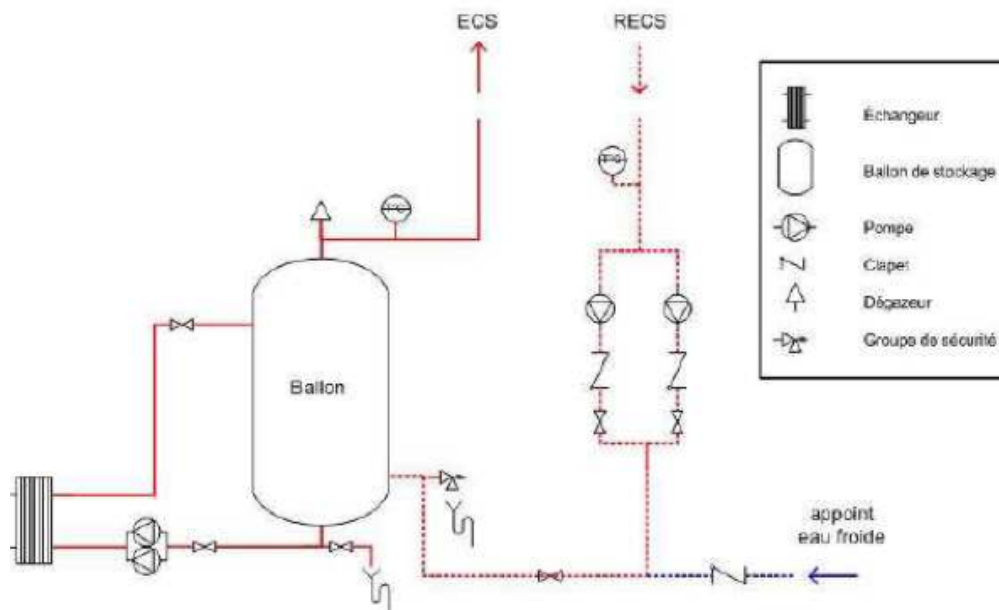 ECS
RECS
Échangeur
Ballon de stockage
Pompe
Clapet
Dégazeur
Groupe de sécurité
Ballon
appoint
eau froide